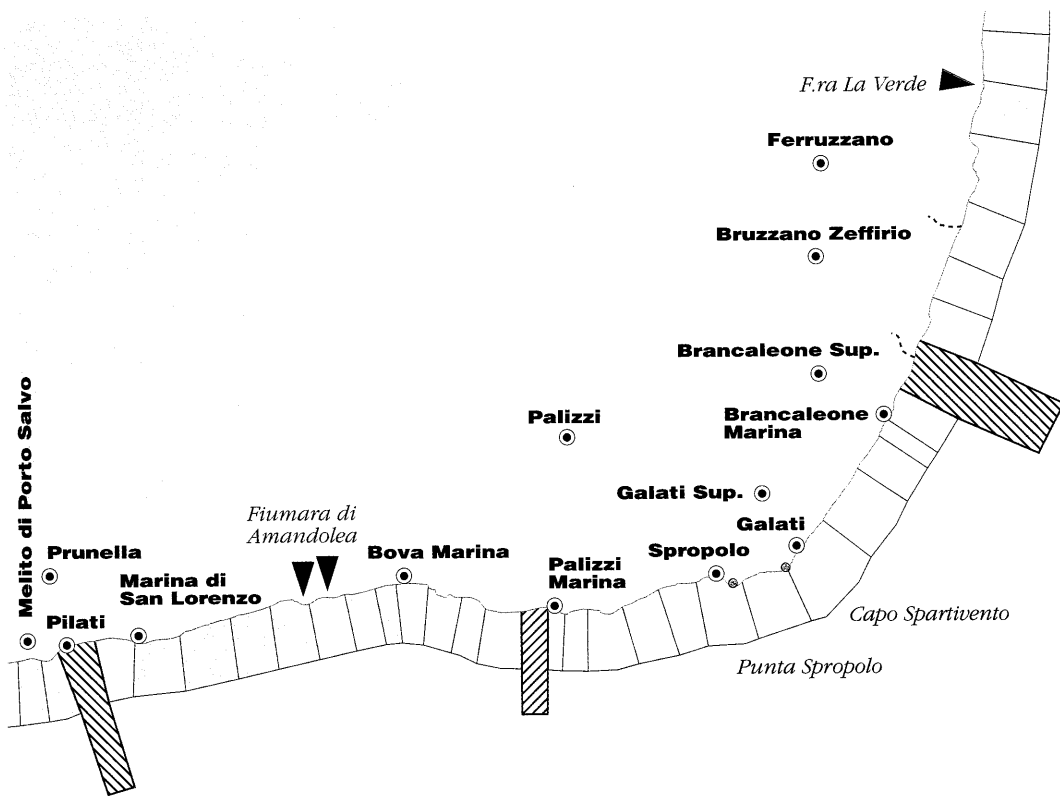 F.ra La Verde
Ferruzzano
Bruzzano Zeffirio
Brancaleone Sup.
Brancaleone
Marina
Palizzi
Galati Sup.
Galati
Spropolo
Palizzi
Marina
Bova Marina
Fiumara di
Amandolea
Melito di Porto Salvo
Prunella
Marina di
San Lorenzo
Pilati
Capo Spartivento
Punta Spropolo